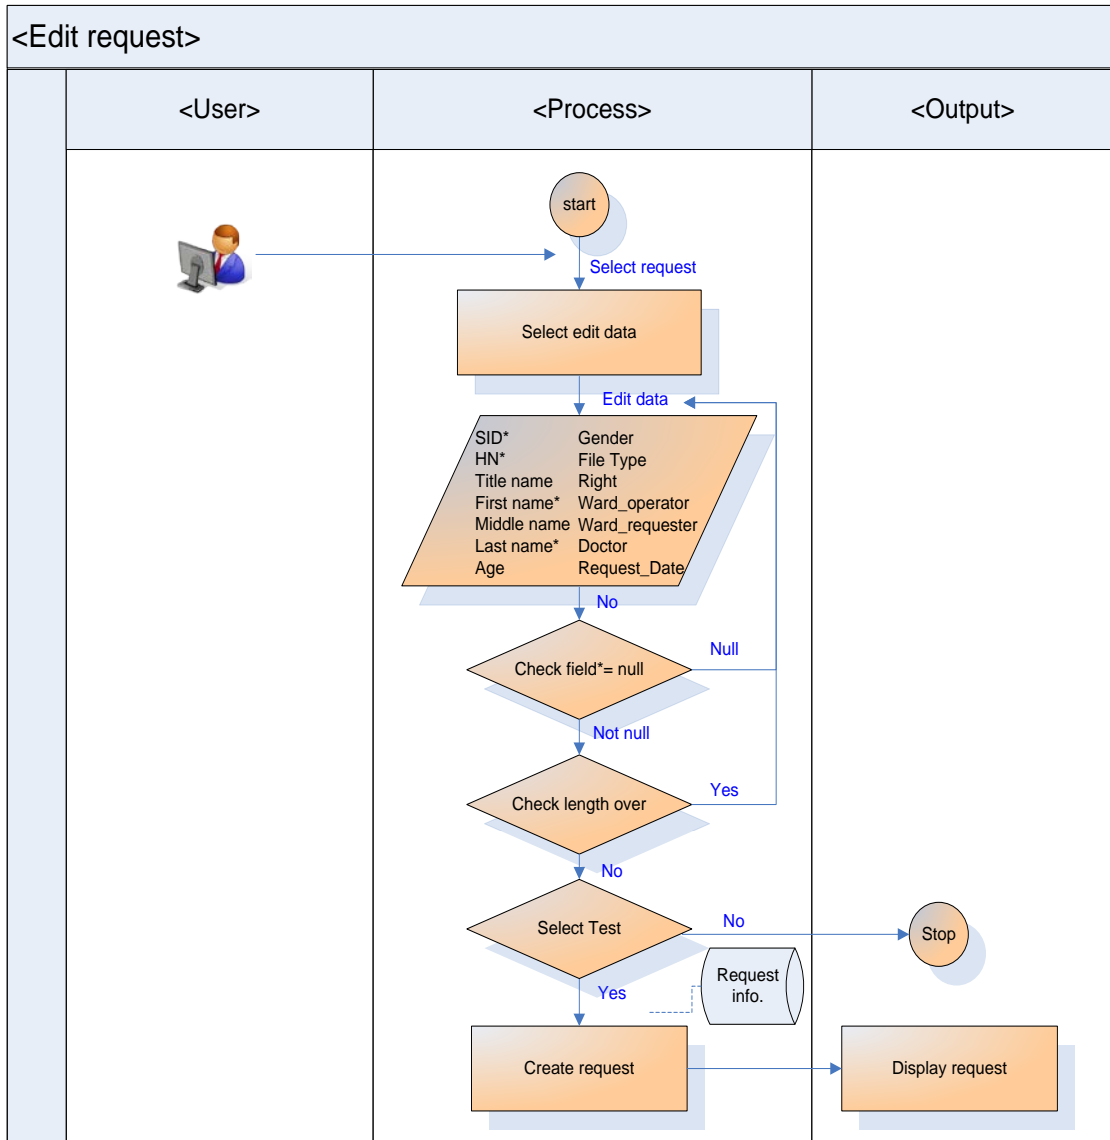 <Edit request>
<User>
<Process>
<Output>
start
Select request
Select edit data
Edit data
SID* Gender
HN* File Type
Title name Right
First name* Ward_operator
Middle name Ward_requester
Last name* Doctor
Age Request_Date
No
Check field*= null
Null
Not null
Check length over
Yes
No
Select Test
No
Stop
Yes
Request
info.
Create request
Display request